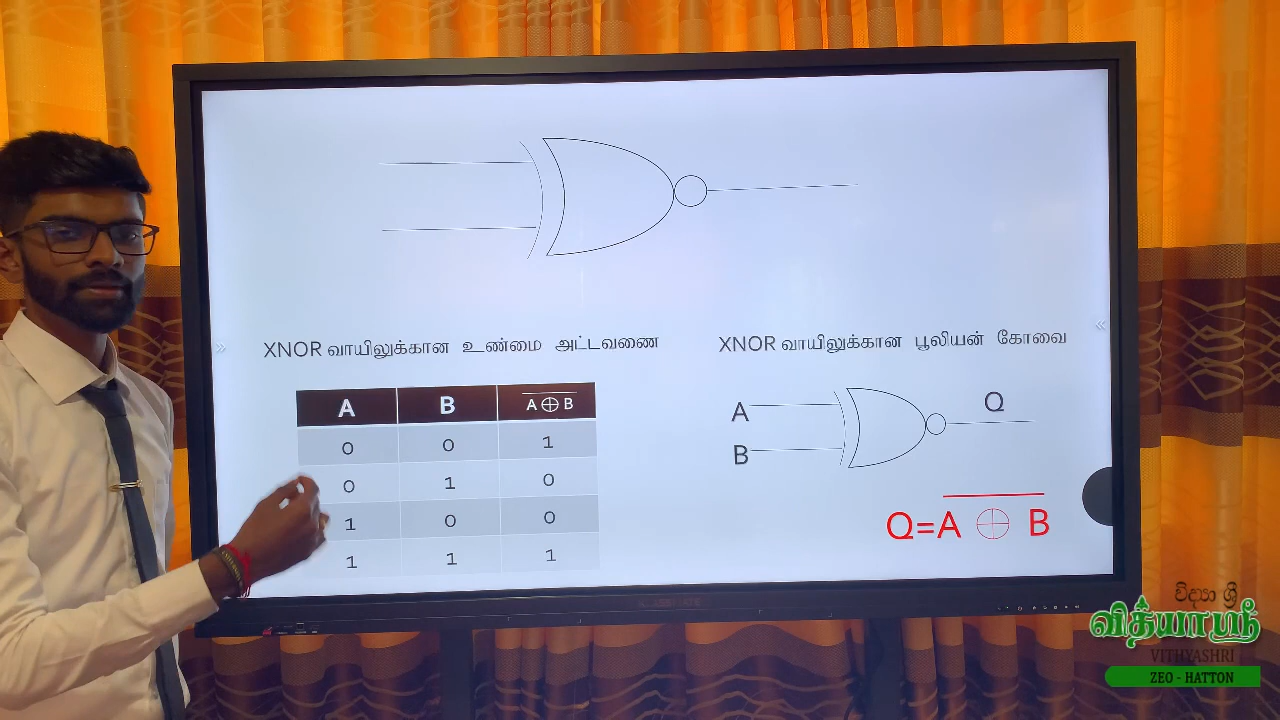 XNOR வாயிலுக்கான உண்மை அட்டவணை
A B A ⊕ B
0 0 1
0 1 0
1 0 0
1 1 1
XNOR வாயிலுக்கான பூலியன் கோவை
A
B
Q
Q=A ⊕ B
විද්‍යා ශ්‍රී
வித்யாஸ்ரீ
VITHYASHRI
ZEO - HATTON